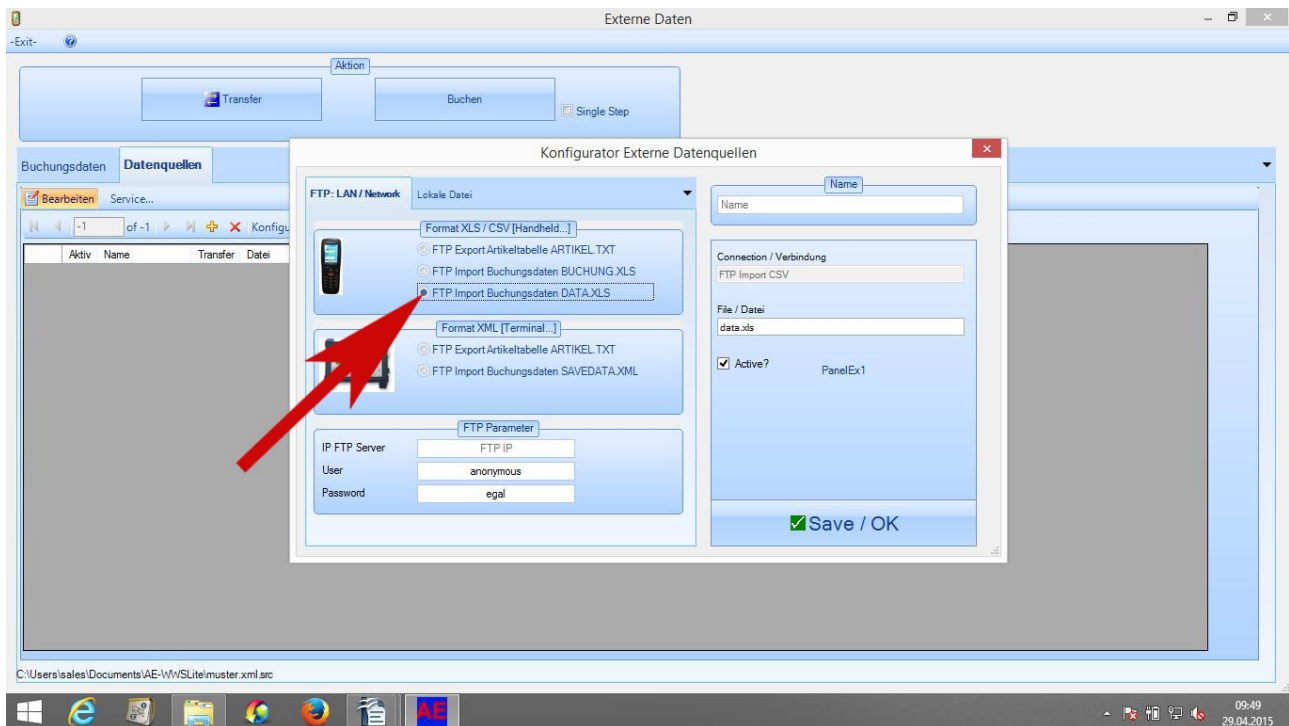 Externe Daten
-Exit-
Aktion
Transfer
Buchen
Single Step
Buchungsdaten
Datenquellen
Bearbeiten
Service...
-1
of -1
Konfigu
Aktiv
Name
Transfer
Datei
Konfigurator Externe Datenquellen
FTP: LAN / Network
Lokale Datei
Format XLS / CSV [Handheld...]
FTP Export Artikeltabelle ARTIKEL.TXT
FTP Import Buchungsdaten BUCHUNG.XLS
FTP Import Buchungsdaten DATA.XLS
Format XML [Terminal...]
FTP Export Artikeltabelle ARTIKEL.TXT
FTP Import Buchungsdaten SAVEDATA.XML
FTP Parameter
IP FTP Server
FTP IP
User
anonymous
Password
egal
Name
Name
Connection / Verbindung
FTP Import CSV
File / Datei
data.xls
Active?
PanelEx1
Save / OK
C:\Users\sales\Documents\AE-WWSLite\muster.xml.src
AE
09:49
29.04.2015